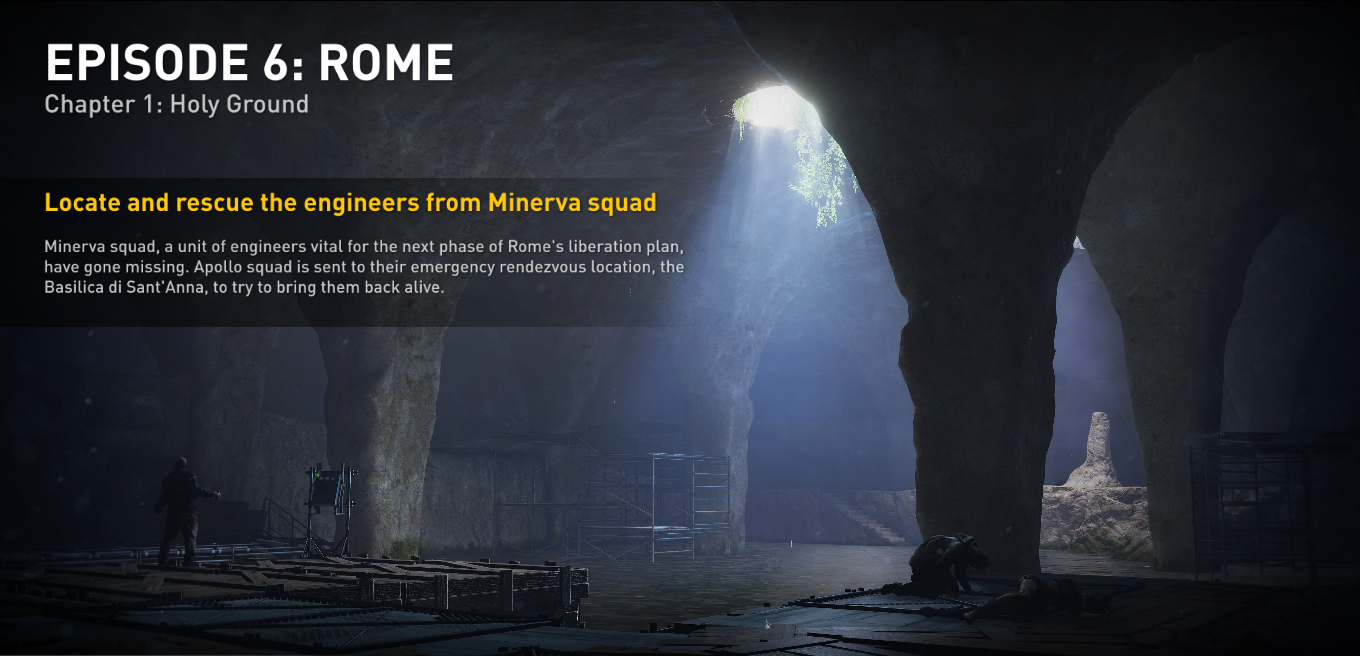 EPISODE 6: ROME
Chapter 1: Holy Ground
Locate and rescue the engineers from Minerva squad
Minerva squad, a unit of engineers vital for the next phase of Rome's liberation plan,
have gone missing. Apollo squad is sent to their emergency rendezvous location, the
Basilica di Sant'Anna, to try to bring them back alive.